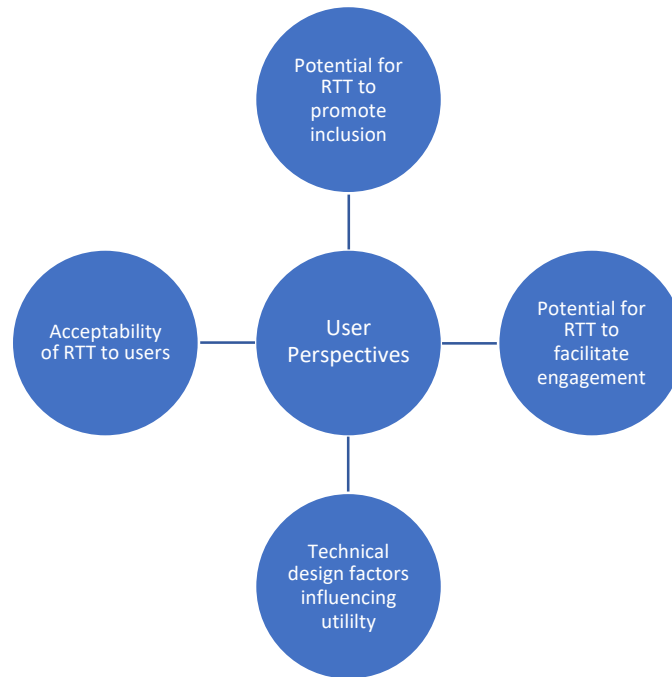 Potential for
RTT to
promote
inclusion
Acceptability
of RTT to users
User
Perspectives
Potential for
RTT to
facilitate
engagement
Technical
design factors
influencing
utililty